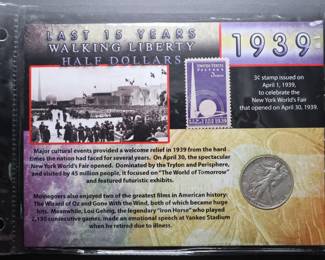 LAST 15 YEARS
WALKING LIBERTY
HALF DOLLARS
1939
UNITED STATES
POSTAGE
3¢ stamp issued on
April 1, 1939,
to celebrate the
New York World's Fair
that opened on April 30, 1939.
Major cultural events provided a welcome relief in 1939 from the hard
times the nation had faced for several years. On April 30, the spectacular
New York World's Fair opened. Dominated by the Trylon and Perisphere,
and visited by 45 million people, it focused on "The World of Tomorrow"
and featured futuristic exhibits.
Moviegoers also enjoyed two of the greatest films in American history:
The Wizard of Oz and Gone With the Wind, both of which became huge
hits. Meanwhile, Lou Gehrig, the legendary "Iron Horse" who played
2,130 consecutive games, made an emotional speech at Yankee Stadium
when he retired due to illness.